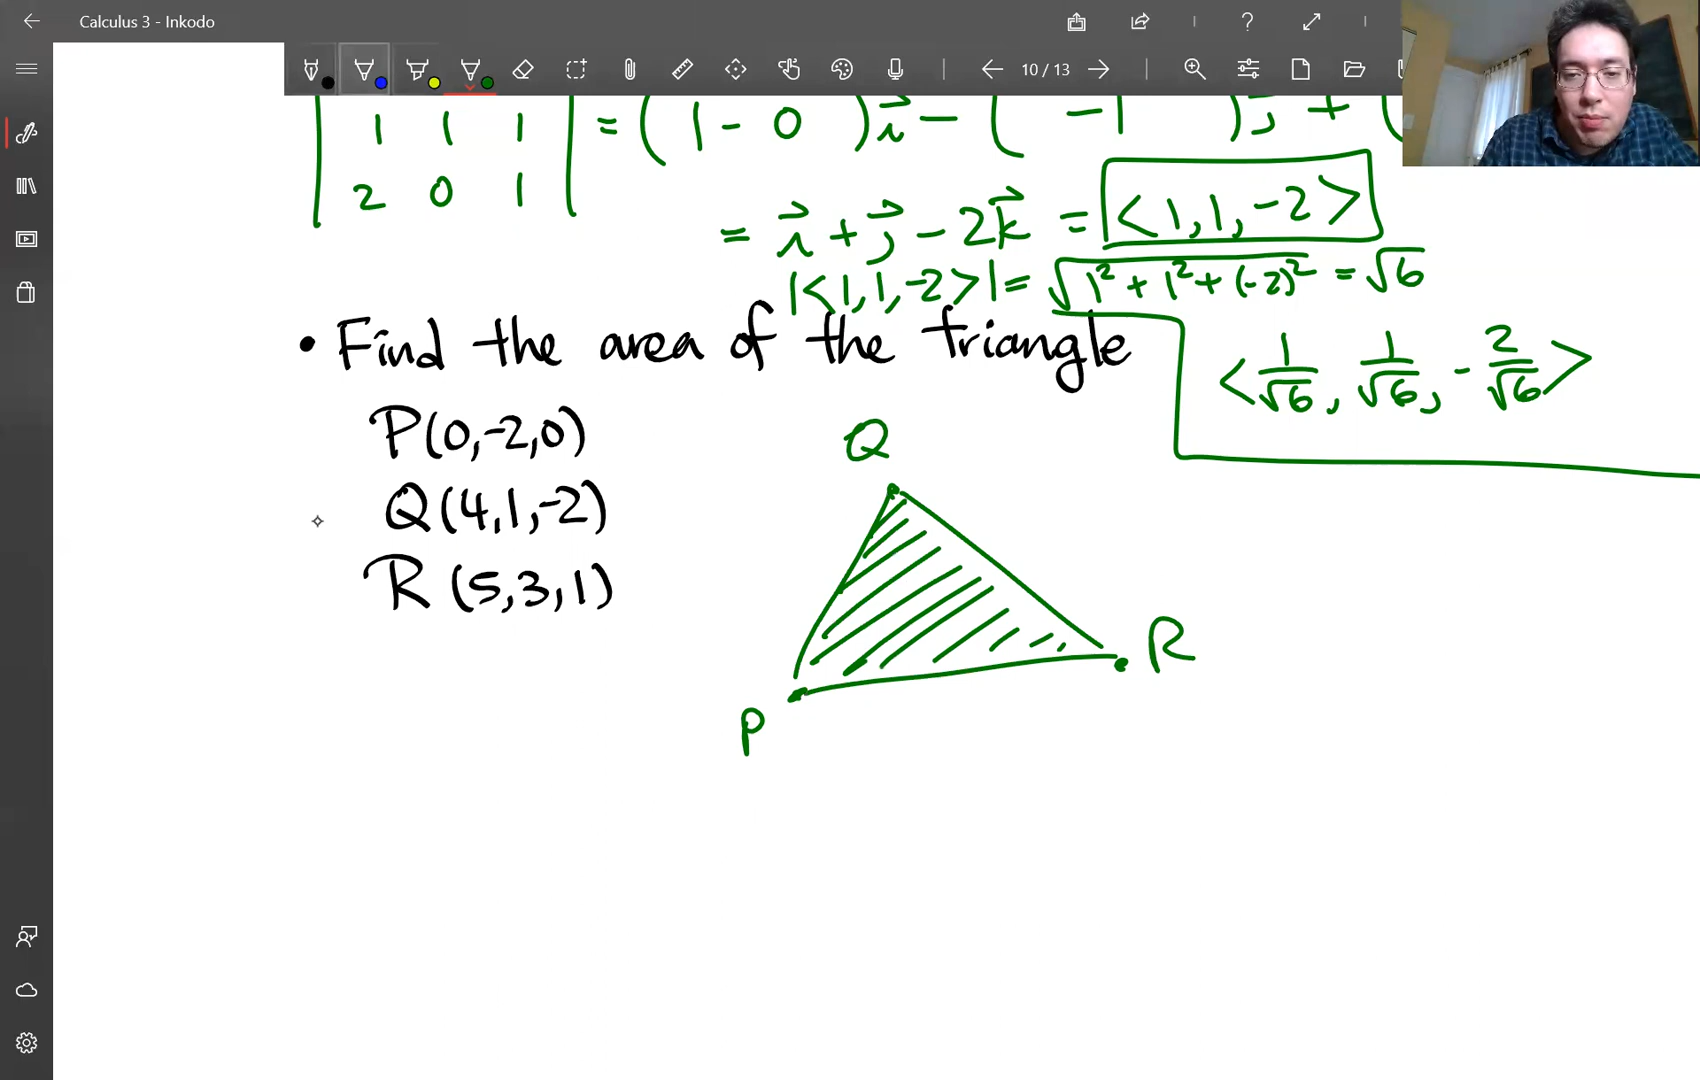 Calculus 3 - Inkodo
10 / 13
| 1 1 1 | = ( 1 - 0 ) i⃗ - ( -1 ) j⃗ + (
| 2 0 1 |
= i⃗ + j⃗ - 2k⃗ = <1, 1, -2>
|<1, 1, -2>| = √(1² + 1² + (-2)²) = √6
• Find the area of the triangle
<1/√6, 1/√6, -2/√6>
P(0,-2,0)
Q(4,1,-2)
R(5,3,1)
Q
R
P